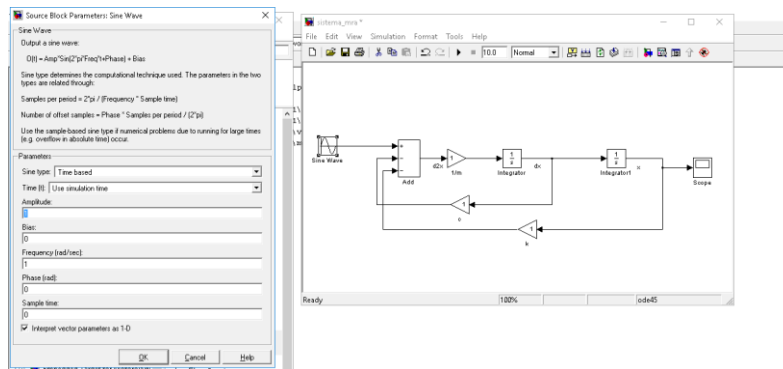 Source Block Parameters: Sine Wave
Sine Wave
Output a sine wave:
O(t) = Amp*Sin(2*pi*Freq*t+Phase) + Bias
Sine type determines the computational technique used. The parameters in the two
types are related through:
Samples per period = 2*pi / (Frequency * Sample time)
Number of offset samples = Phase * Samples per period / (2*pi)
Use the sample-based sine type if numerical problems due to running for large times
(e.g. overflow in absolute time) occur.
Parameters
Sine type: Time based
Time (t): Use simulation time
Amplitude:
1
Bias:
0
Frequency (rad/sec):
1
Phase (rad):
0
Sample time:
0
Interpret vector parameters as 1-D
OK Cancel Help
sistema_mra *
File Edit View Simulation Format Tools Help
10.0 Normal
Sine Wave
Add
d2x
1
1/m
1
s
Integrator
dx
1
s
Integrator1
x
Scope
1
c
1
k
Ready 100% ode45